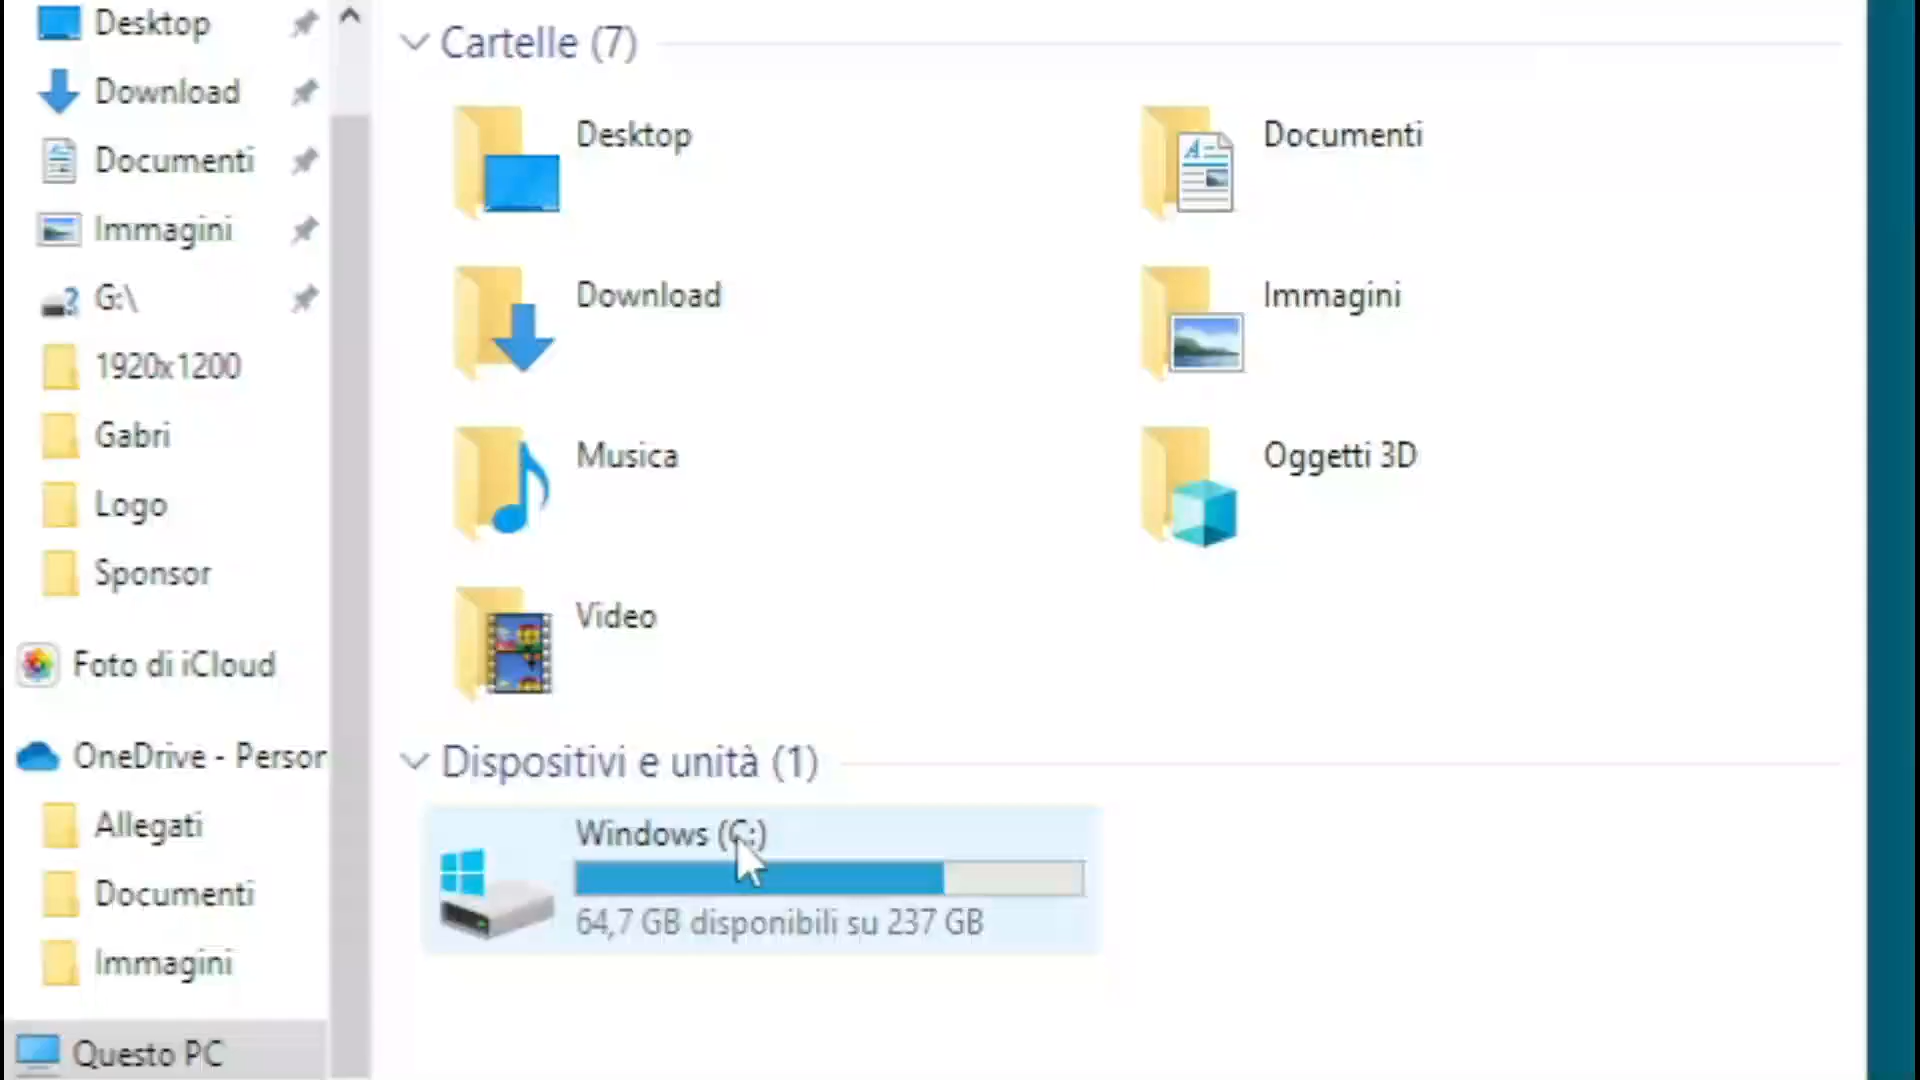 Desktop
Download
Documenti
Immagini
G:\
1920x1200
Gabri
Logo
Sponsor
Foto di iCloud
OneDrive - Person
Allegati
Documenti
Immagini
Questo PC
Cartelle (7)
Desktop
Documenti
Download
Immagini
Musica
Oggetti 3D
Video
Dispositivi e unità (1)
Windows (C:)
64,7 GB disponibili su 237 GB